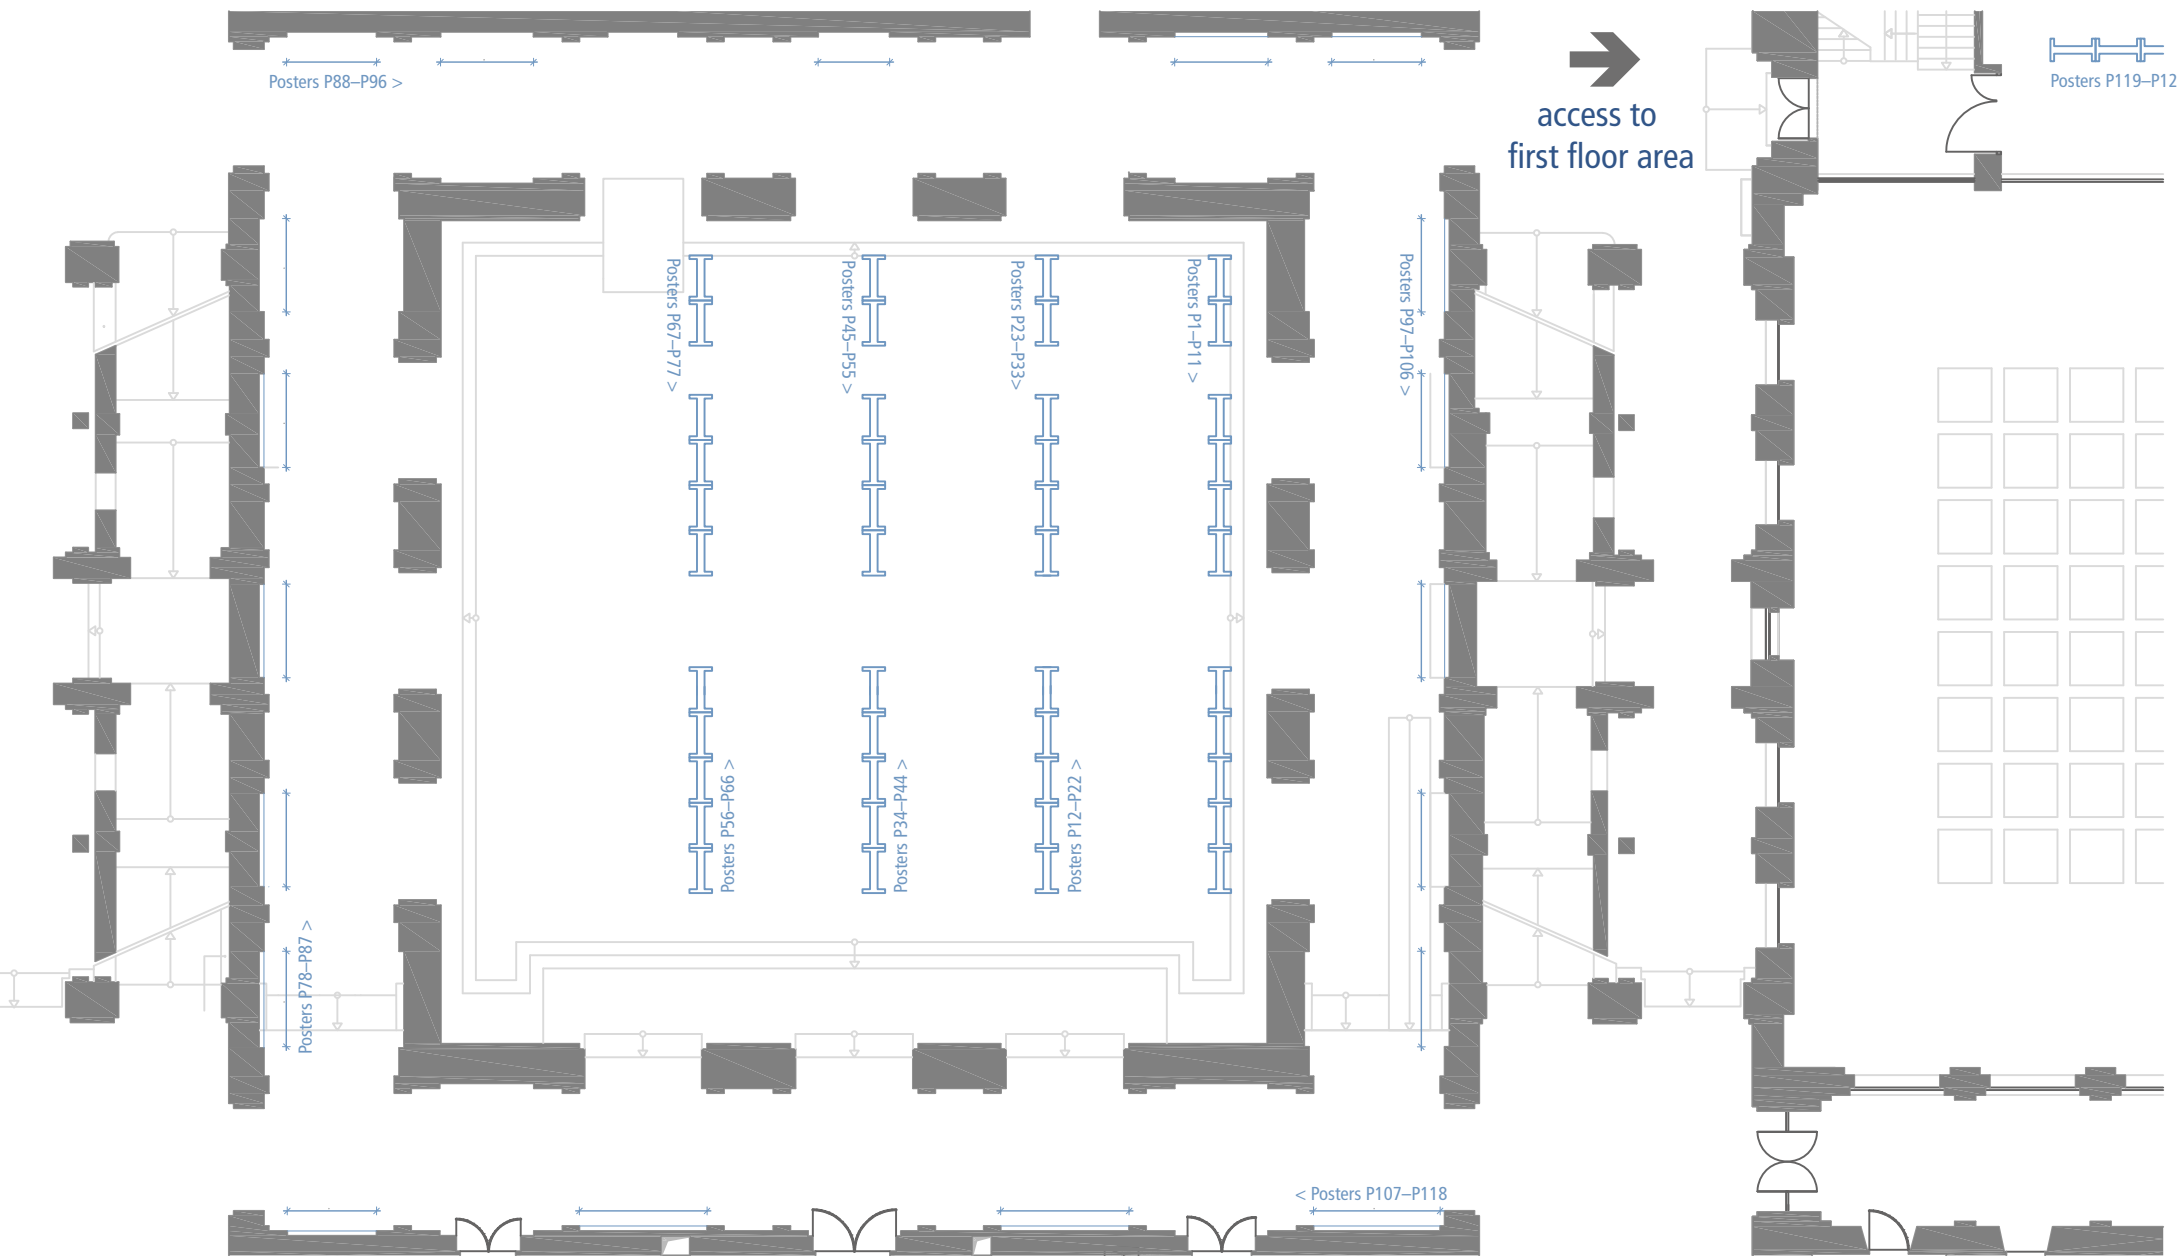 Posters P88–P96 >
access to
first floor area
Posters P119–P12
Posters P67–P77 >
Posters P45–P55 >
Posters P23–P33>
Posters P1–P11 >
Posters P97–P106 >
Posters P56–P66 >
Posters P34–P44 >
Posters P12–P22 >
Posters P78–P87 >
< Posters P107–P118